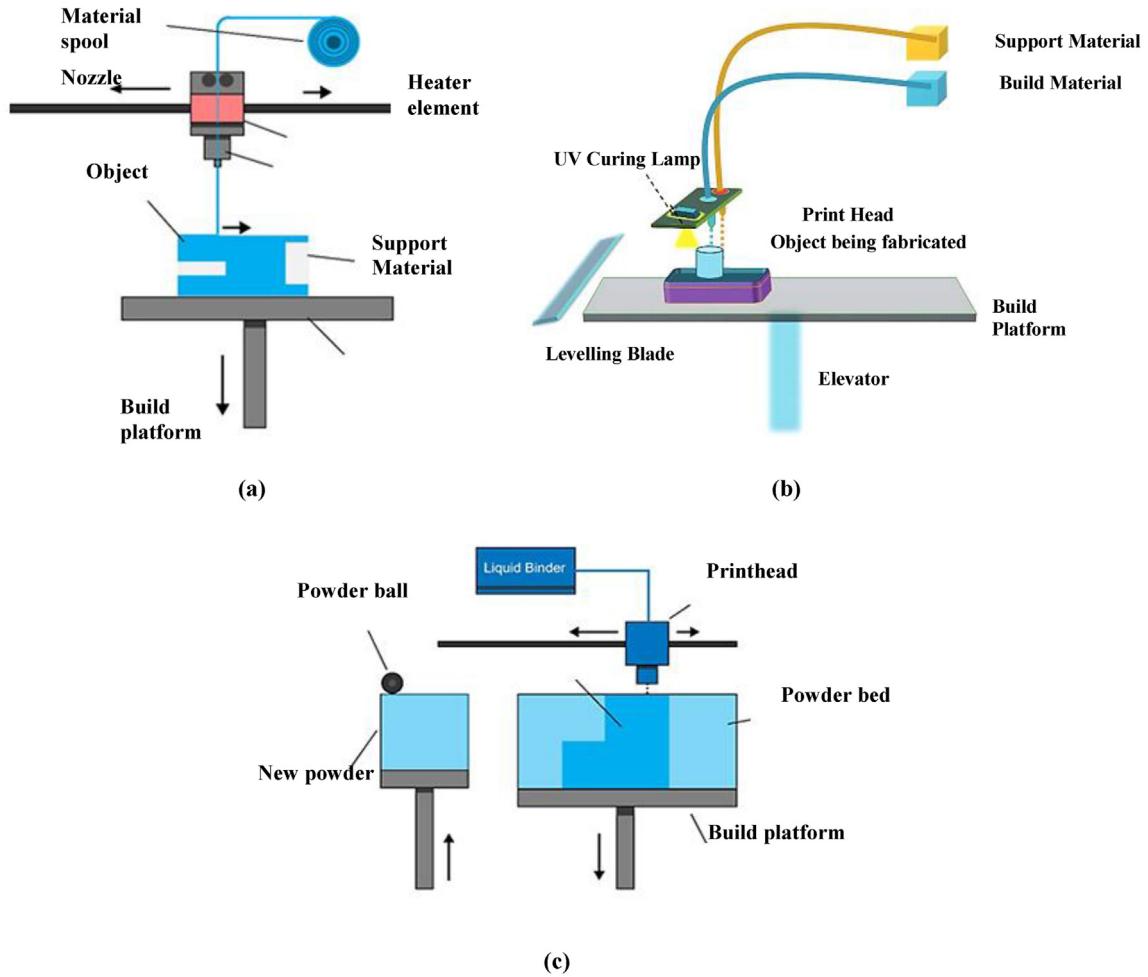 Material
spool
Nozzle
Heater
element
Object
Support
Material
Build
platform
(a)
Support Material
Build Material
UV Curing Lamp
Print Head
Object being fabricated
Build
Platform
Levelling Blade
Elevator
(b)
Liquid Binder
Printhead
Powder ball
Powder bed
New powder
Build platform
(c)